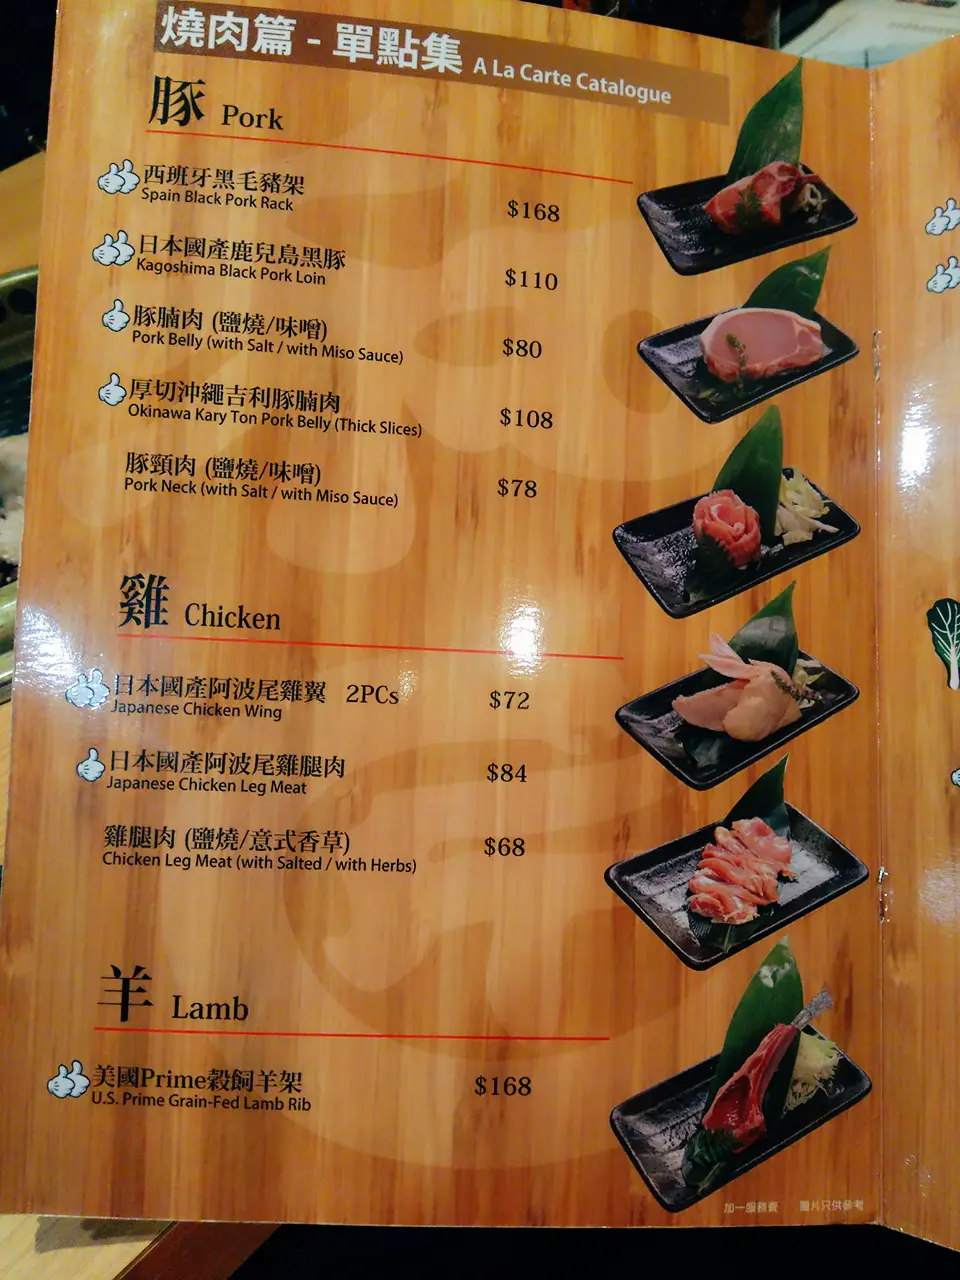 燒肉篇 - 單點集 A La Carte Catalogue
豚 Pork
西班牙黑毛豬架
Spain Black Pork Rack
$168
日本國產鹿兒島黑豚
Kagoshima Black Pork Loin
$110
豚腩肉 (鹽燒/味噌)
Pork Belly (with Salt / with Miso Sauce)
$80
厚切沖繩吉利豚腩肉
Okinawa Kary Ton Pork Belly (Thick Slices)
$108
豚頸肉 (鹽燒/味噌)
Pork Neck (with Salt / with Miso Sauce)
$78
雞 Chicken
日本國產阿波尾雞翼 2PCs
Japanese Chicken Wing
$72
日本國產阿波尾雞腿肉
Japanese Chicken Leg Meat
$84
雞腿肉 (鹽燒/意式香草)
Chicken Leg Meat (with Salted / with Herbs)
$68
羊 Lamb
美國Prime穀飼羊架
U.S. Prime Grain-Fed Lamb Rib
$168
加一服務費 圖片只供參考